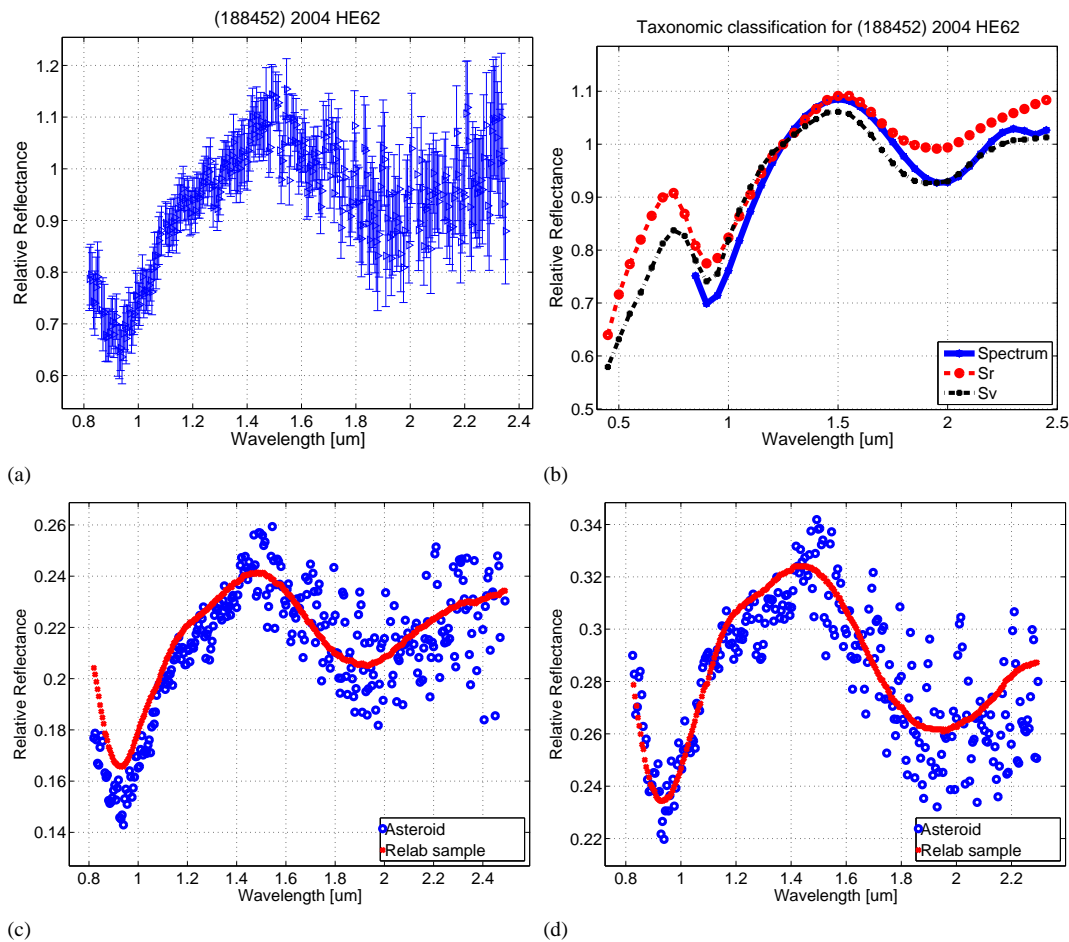 (188452) 2004 HE62
1.2
1.1
1
0.9
0.8
0.7
0.6
Relative Reflectance
0.8 1 1.2 1.4 1.6 1.8 2 2.2 2.4
Wavelength [um]
(a)
Taxonomic classification for (188452) 2004 HE62
1.1
1
0.9
0.8
0.7
0.6
0.5
Relative Reflectance
Spectrum
Sr
Sv
0.5 1 1.5 2 2.5
Wavelength [um]
(b)
0.26
0.24
0.22
0.2
0.18
0.16
0.14
Relative Reflectance
Asteroid
Relab sample
0.8 1 1.2 1.4 1.6 1.8 2 2.2 2.4
Wavelength [um]
(c)
0.34
0.32
0.3
0.28
0.26
0.24
0.22
Relative Reflectance
Asteroid
Relab sample
0.8 1 1.2 1.4 1.6 1.8 2 2.2
Wavelength [um]
(d)